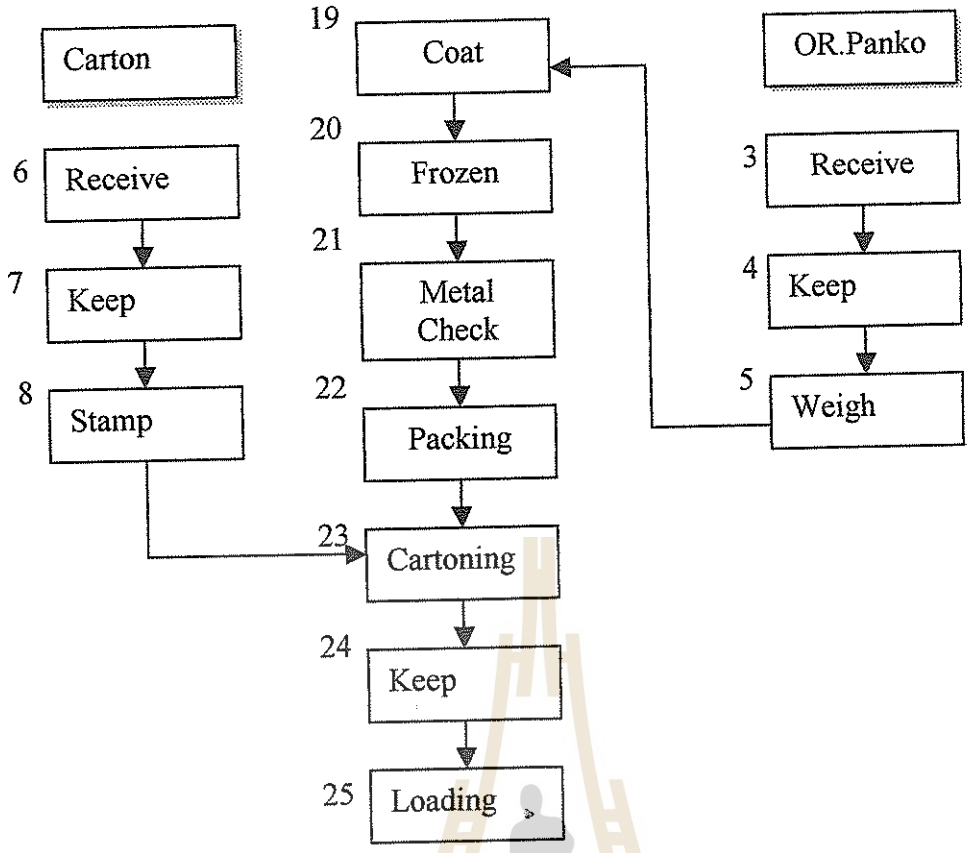 Carton
6
Receive
7
Keep
8
Stamp
19
Coat
20
Frozen
21
Metal
Check
22
Packing
23
Cartoning
24
Keep
25
Loading
OR.Panko
3
Receive
4
Keep
5
Weigh